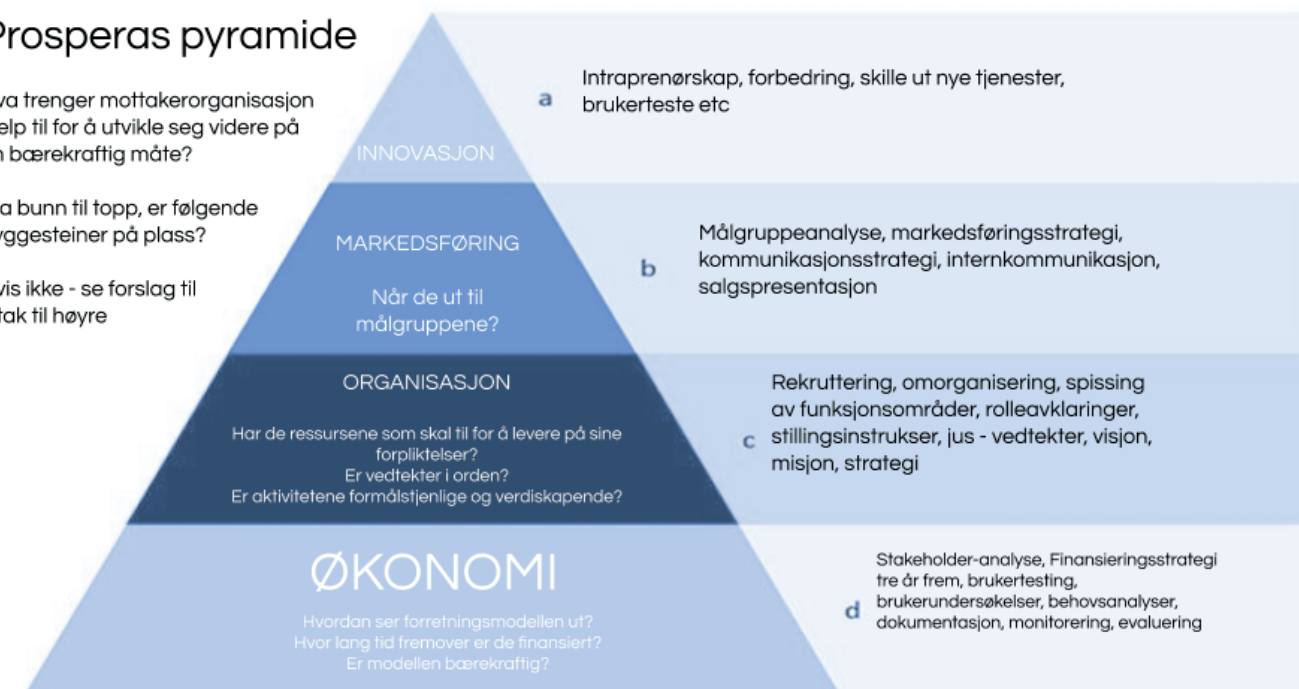 Prosperas pyramide
va trenger mottakerorganisasjon
elp til for å utvikle seg videre på
n bærekraftig måte?
a bunn til topp, er følgende
yggesteiner på plass?
vis ikke - se forslag til
tak til høyre
INNOVASJON
a
Intraprenørskap, forbedring, skille ut nye tjenester,
brukerteste etc
MARKEDSFØRING
Når de ut til
målgruppene?
b
Målgruppeanalyse, markedsføringsstrategi,
kommunikasjonsstrategi, internkommunikasjon,
salgspresentasjon
ORGANISASJON
Har de ressursene som skal til for å levere på sine
forpliktelser?
Er vedtekter i orden?
Er aktivitetene formålstjenlige og verdiskapende?
c
Rekruttering, omorganisering, spissing
av funksjonsområder, rolleavklaringer,
stillingsinstrukser, jus - vedtekter, visjon,
misjon, strategi
ØKONOMI
Hvordan ser forretningsmodellen ut?
Hvor lang tid fremover er de finansiert?
Er modellen bærekraftig?
d
Stakeholder-analyse, Finansieringsstrategi
tre år frem, brukertesting,
brukerundersøkelser, behovsanalyser,
dokumentasjon, monitorering, evaluering